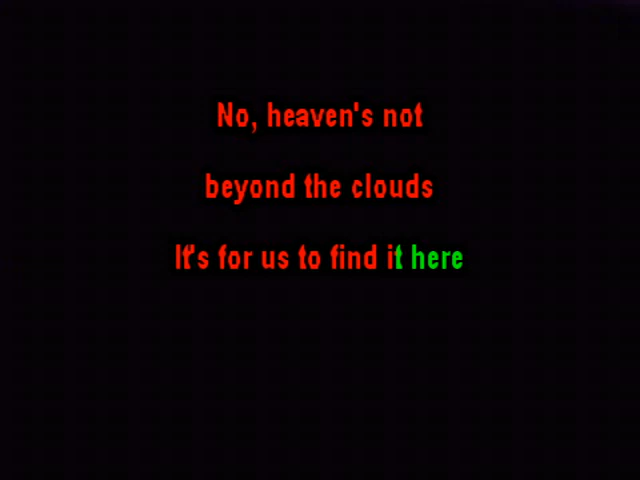 No, heaven's not
beyond the clouds
It's for us to find it here